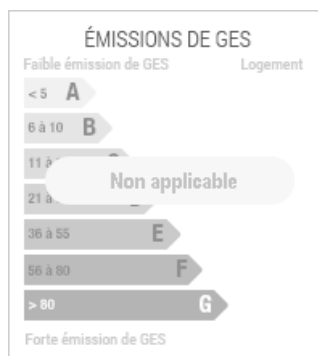 ÉMISSIONS DE GES
Faible émission de GES Logement
< 5 A
6 à 10 B
11 à
Non applicable
21 à
36 à 55 E
56 à 80 F
> 80 G
Forte émission de GES